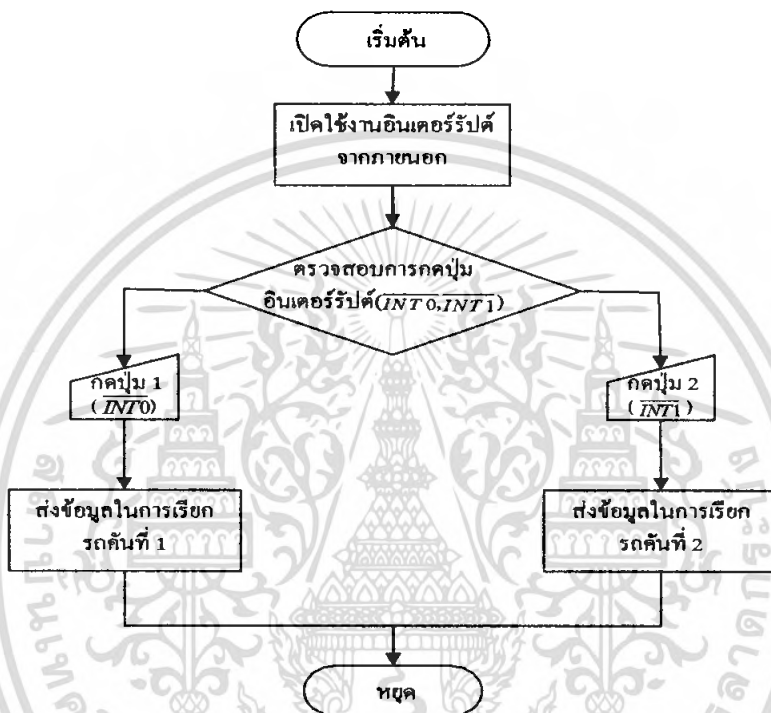 เริ่มต้น
เปิดใช้งานอินเตอร์รัปต์
จากภายนอก
ตรวจสอบการกดปุ่ม
อินเตอร์รัปต์(INT 0,INT 1)
กดปุ่ม 1
(INT0)
กดปุ่ม 2
(INT1)
ส่งข้อมูลในการเรียก
รถคันที่ 1
ส่งข้อมูลในการเรียก
รถคันที่ 2
หยุด